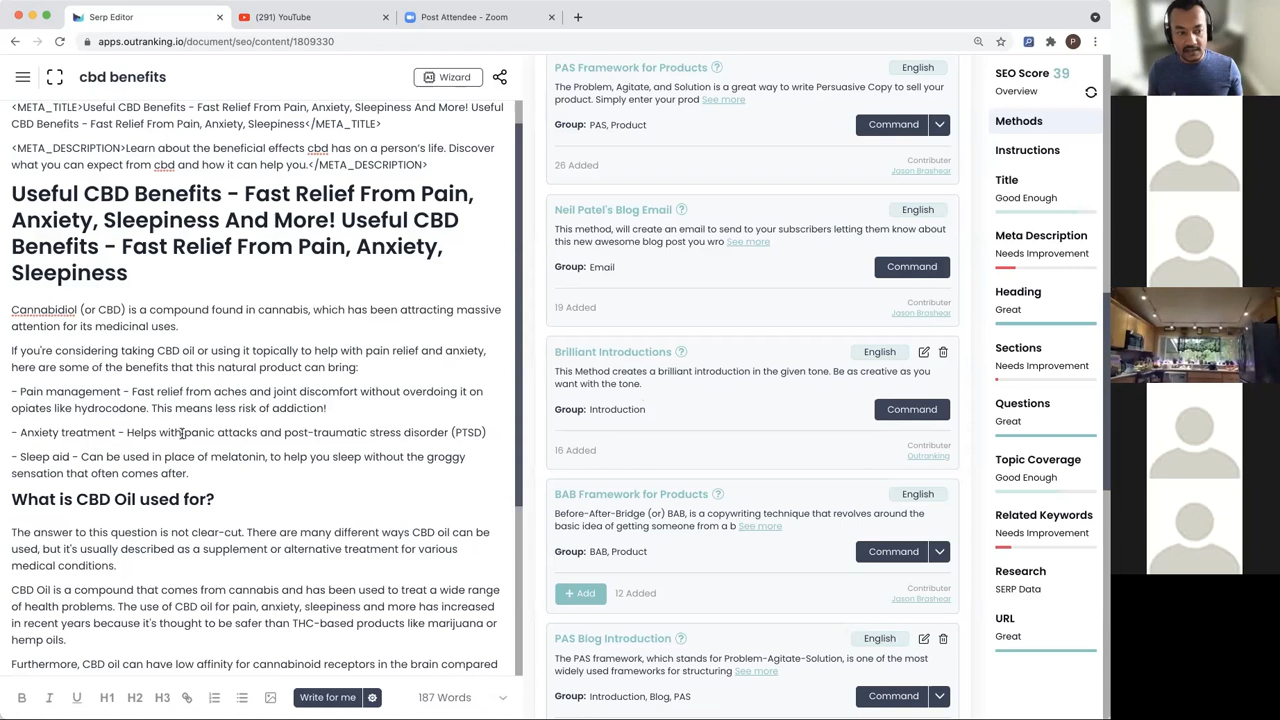 Serp Editor
(291) YouTube
Post Attendee - Zoom
apps.outranking.io/document/seo/content/1809330
P
cbd benefits
AI Wizard
<META_TITLE>Useful CBD Benefits - Fast Relief From Pain, Anxiety, Sleepiness And More! Useful
CBD Benefits - Fast Relief From Pain, Anxiety, Sleepiness</META_TITLE>
<META_DESCRIPTION>Learn about the beneficial effects cbd has on a person's life. Discover
what you can expect from cbd and how it can help you.</META_DESCRIPTION>
Useful CBD Benefits - Fast Relief From Pain,
Anxiety, Sleepiness And More! Useful CBD
Benefits - Fast Relief From Pain, Anxiety,
Sleepiness
Cannabidiol (or CBD) is a compound found in cannabis, which has been attracting massive
attention for its medicinal uses.
If you're considering taking CBD oil or using it topically to help with pain relief and anxiety,
here are some of the benefits that this natural product can bring:
- Pain management - Fast relief from aches and joint discomfort without overdoing it on
opiates like hydrocodone. This means less risk of addiction!
- Anxiety treatment - Helps with panic attacks and post-traumatic stress disorder (PTSD)
- Sleep aid - Can be used in place of melatonin, to help you sleep without the groggy
sensation that often comes after.
What is CBD Oil used for?
The answer to this question is not clear-cut. There are many different ways CBD oil can be
used, but it's usually described as a supplement or alternative treatment for various
medical conditions.
CBD Oil is a compound that comes from cannabis and has been used to treat a wide range
of health problems. The use of CBD oil for pain, anxiety, sleepiness and more has increased
in recent years because it's thought to be safer than THC-based products like marijuana or
hemp oils.
Furthermore, CBD oil can have low affinity for cannabinoid receptors in the brain compared
B I U H1 H2 H3 Write for me 187 Words
PAS Framework for Products ? English
The Problem, Agitate, and Solution is a great way to write Persuasive Copy to sell your
product. Simply enter your prod See more
Group: PAS, Product Command
26 Added
Contributor
Jason Brashear
Neil Patel's Blog Email ? English
This method, will create an email to send to your subscribers letting them know about
this new awesome blog post you wro See more
Group: Email Command
19 Added
Contributor
Jason Brashear
Brilliant Introductions ? English
This Method creates a brilliant introduction in the given tone. Be as creative as you
want with the tone.
Group: Introduction Command
16 Added
Contributor
Outranking
BAB Framework for Products ? English
Before-After-Bridge (or) BAB, is a copywriting technique that revolves around the
basic idea of getting someone from a b See more
Group: BAB, Product Command
+ Add 12 Added
Contributor
Jason Brashear
PAS Blog Introduction ? English
The PAS framework, which stands for Problem-Agitate-Solution, is one of the most
widely used frameworks for structuring See more
Group: Introduction, Blog, PAS Command
SEO Score 39
Overview
Methods
Instructions
Title
Good Enough
Meta Description
Needs Improvement
Heading
Great
Sections
Needs Improvement
Questions
Great
Topic Coverage
Good Enough
Related Keywords
Needs Improvement
Research
SERP Data
URL
Great